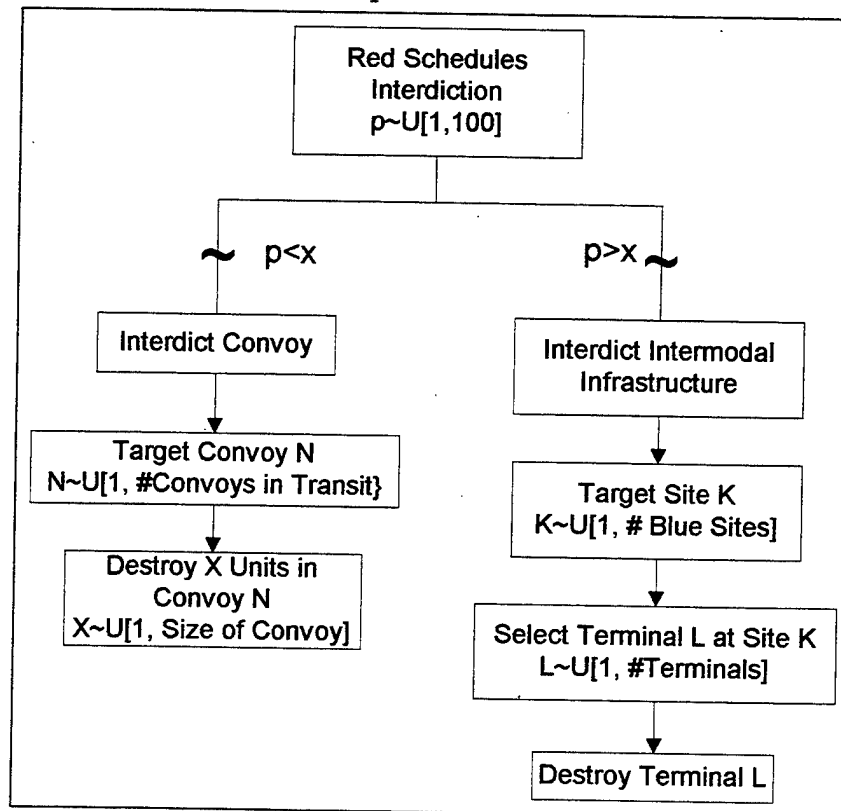 Red Schedules
Interdiction
p~U[1,100]
~ p<x
p>x ~
Interdict Convoy
Interdict Intermodal
Infrastructure
Target Convoy N
N~U[1, #Convoys in Transit}
Target Site K
K~U[1, # Blue Sites]
Destroy X Units in
Convoy N
X~U[1, Size of Convoy]
Select Terminal L at Site K
L~U[1, #Terminals]
Destroy Terminal L